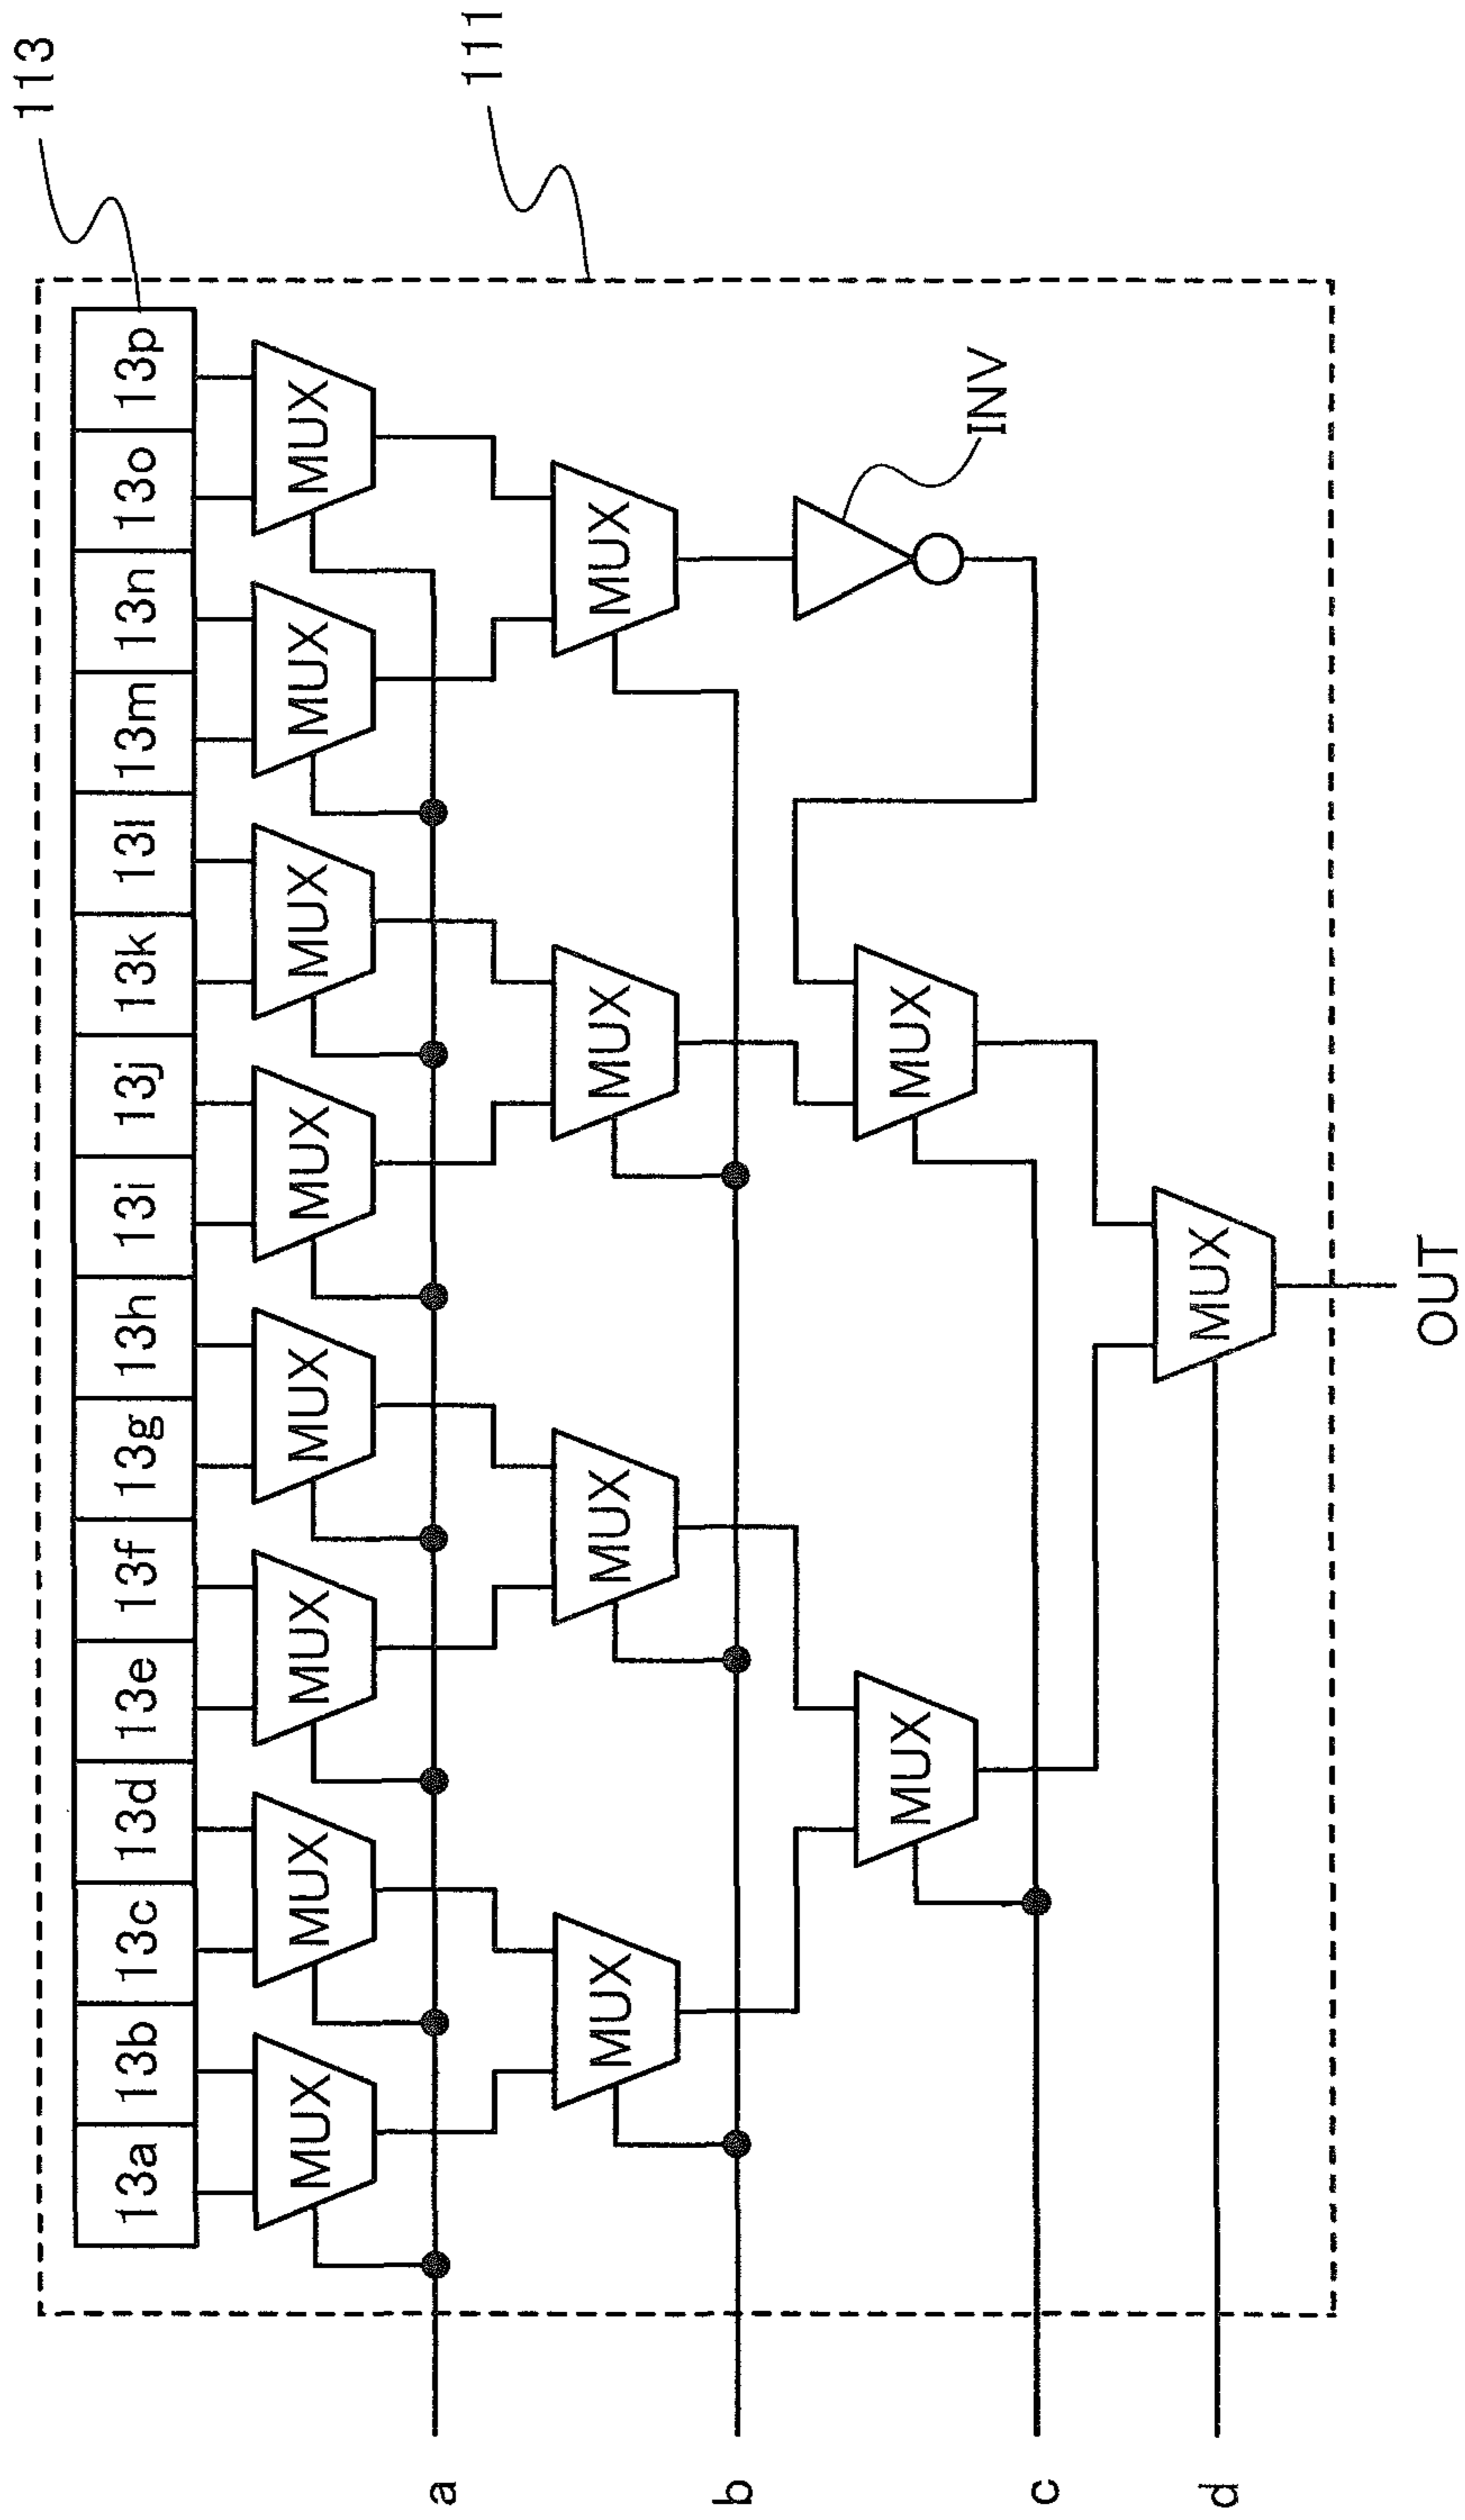 113
111
13a 13b 13c 13d 13e 13f 13g 13h 13i 13j 13k 13l 13m 13n 13o 13p
MUX MUX MUX MUX MUX MUX MUX MUX
a
MUX MUX MUX MUX
b
INV
MUX MUX
c
MUX
d
OUT